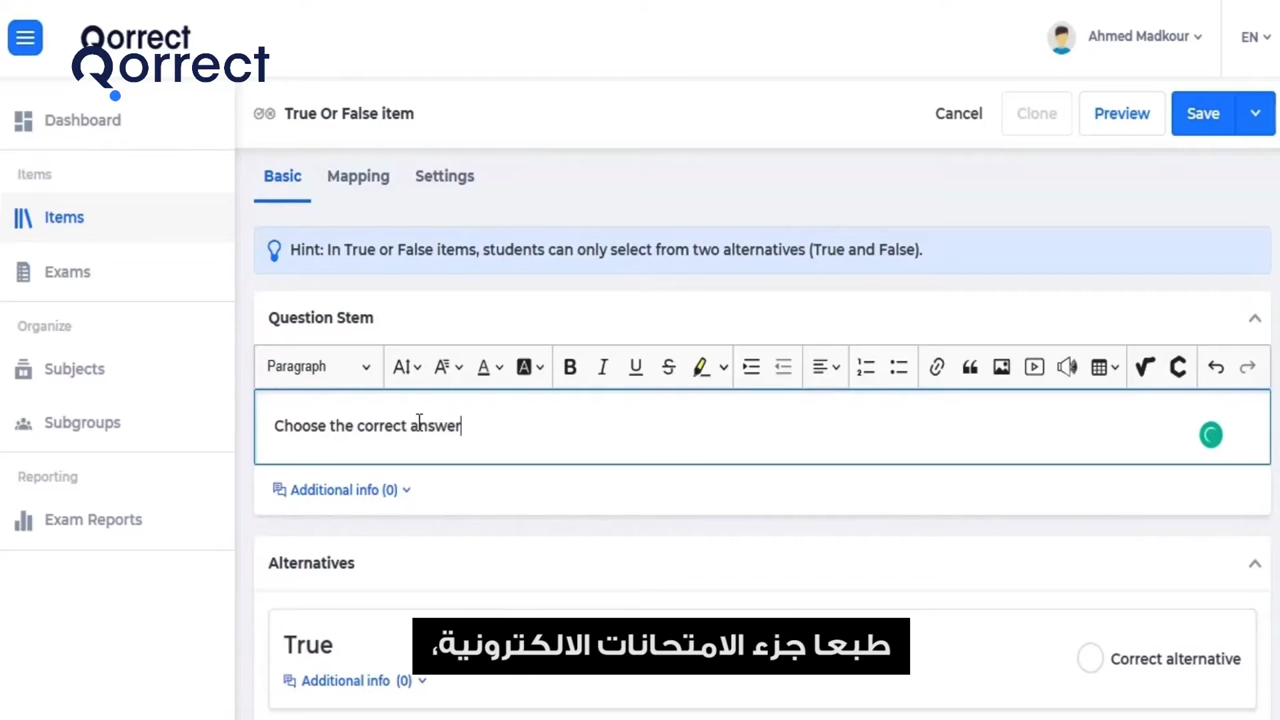 Qorrect
Qorrect
Ahmed Madkour
EN
Dashboard
Items
Items
Exams
Organize
Subjects
Subgroups
Reporting
Exam Reports
True Or False item
Cancel
Clone
Preview
Save
Basic
Mapping
Settings
Hint: In True or False items, students can only select from two alternatives (True and False).
Question Stem
Paragraph
Choose the correct answer
Additional info (0)
Alternatives
True
Additional info (0)
Correct alternative
طبعا جزء الامتحانات الالكترونية،